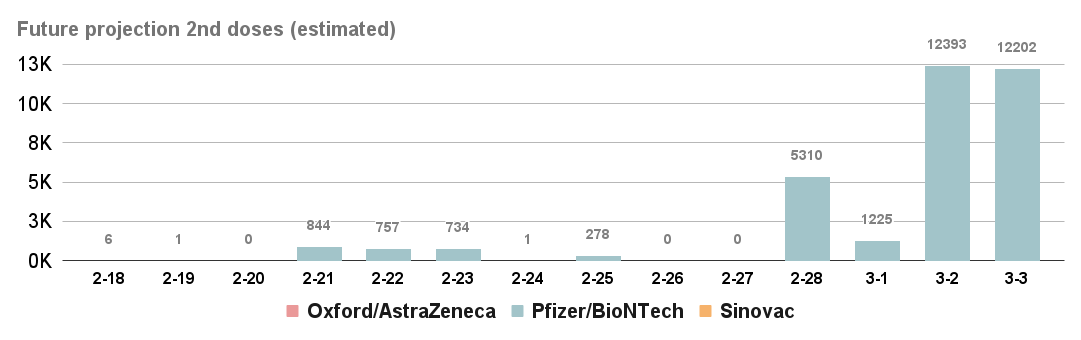 Future projection 2nd doses (estimated)
13K
10K
8K
5K
3K
0K
6 1 0 844 757 734 1 278 0 0 5310 1225 12393 12202
2-18 2-19 2-20 2-21 2-22 2-23 2-24 2-25 2-26 2-27 2-28 3-1 3-2 3-3
Oxford/AstraZeneca Pfizer/BioNTech Sinovac